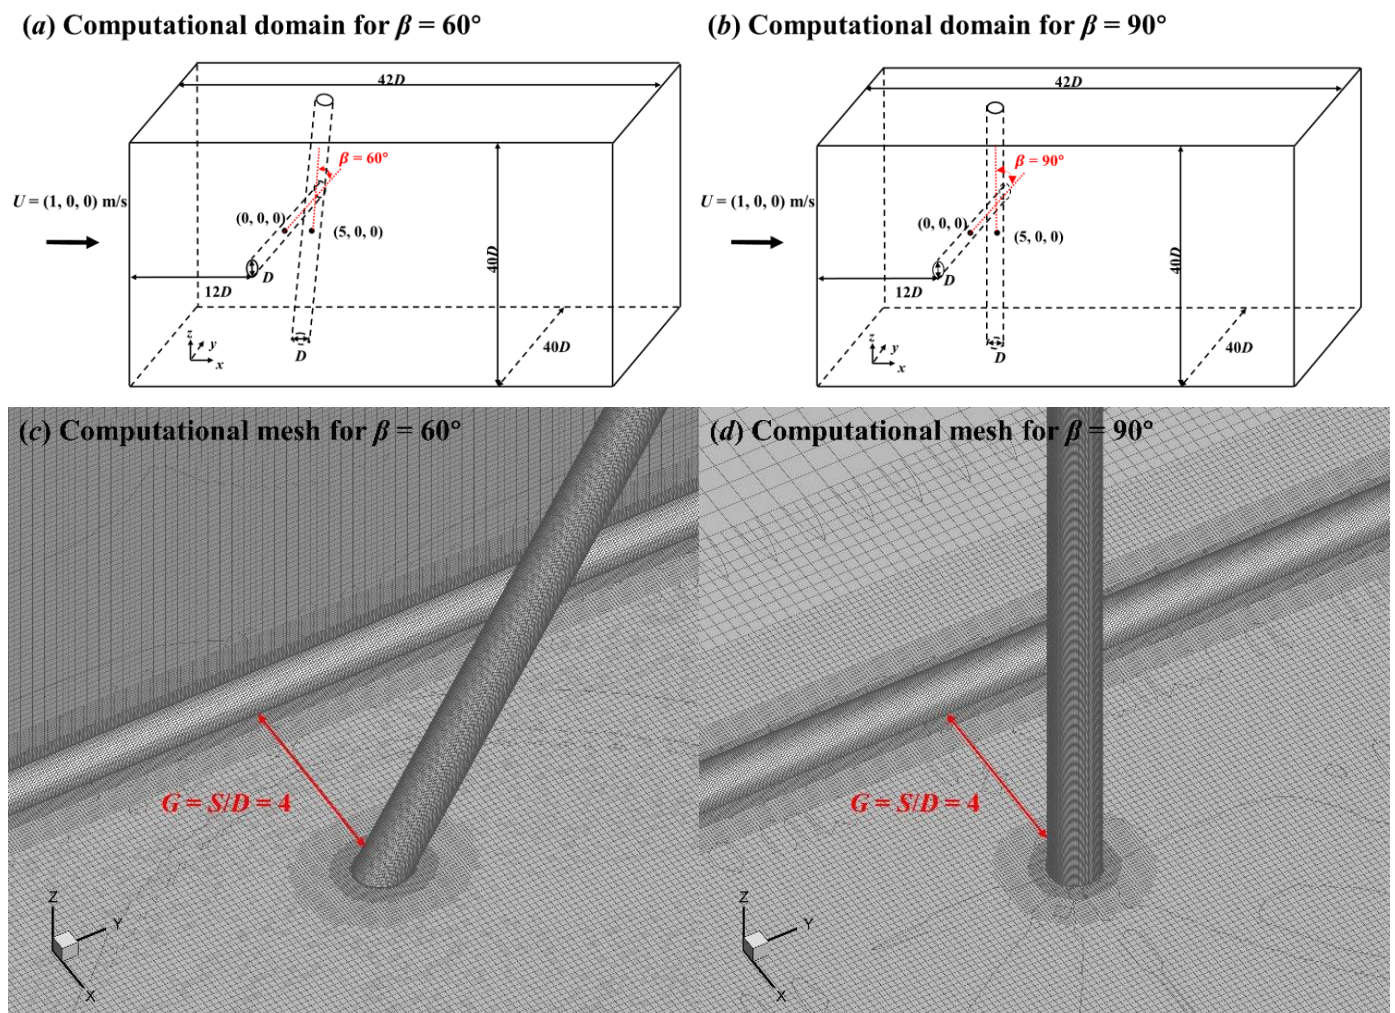 (a) Computational domain for β = 60°
42D
β = 60°
U = (1, 0, 0) m/s
(0, 0, 0)
(5, 0, 0)
40D
D
12D
40D
z
y
x
D
(b) Computational domain for β = 90°
42D
β = 90°
U = (1, 0, 0) m/s
(0, 0, 0)
(5, 0, 0)
40D
D
12D
40D
z
y
x
D
(c) Computational mesh for β = 60°
G = S/D = 4
Z
Y
X
(d) Computational mesh for β = 90°
G = S/D = 4
Z
Y
X